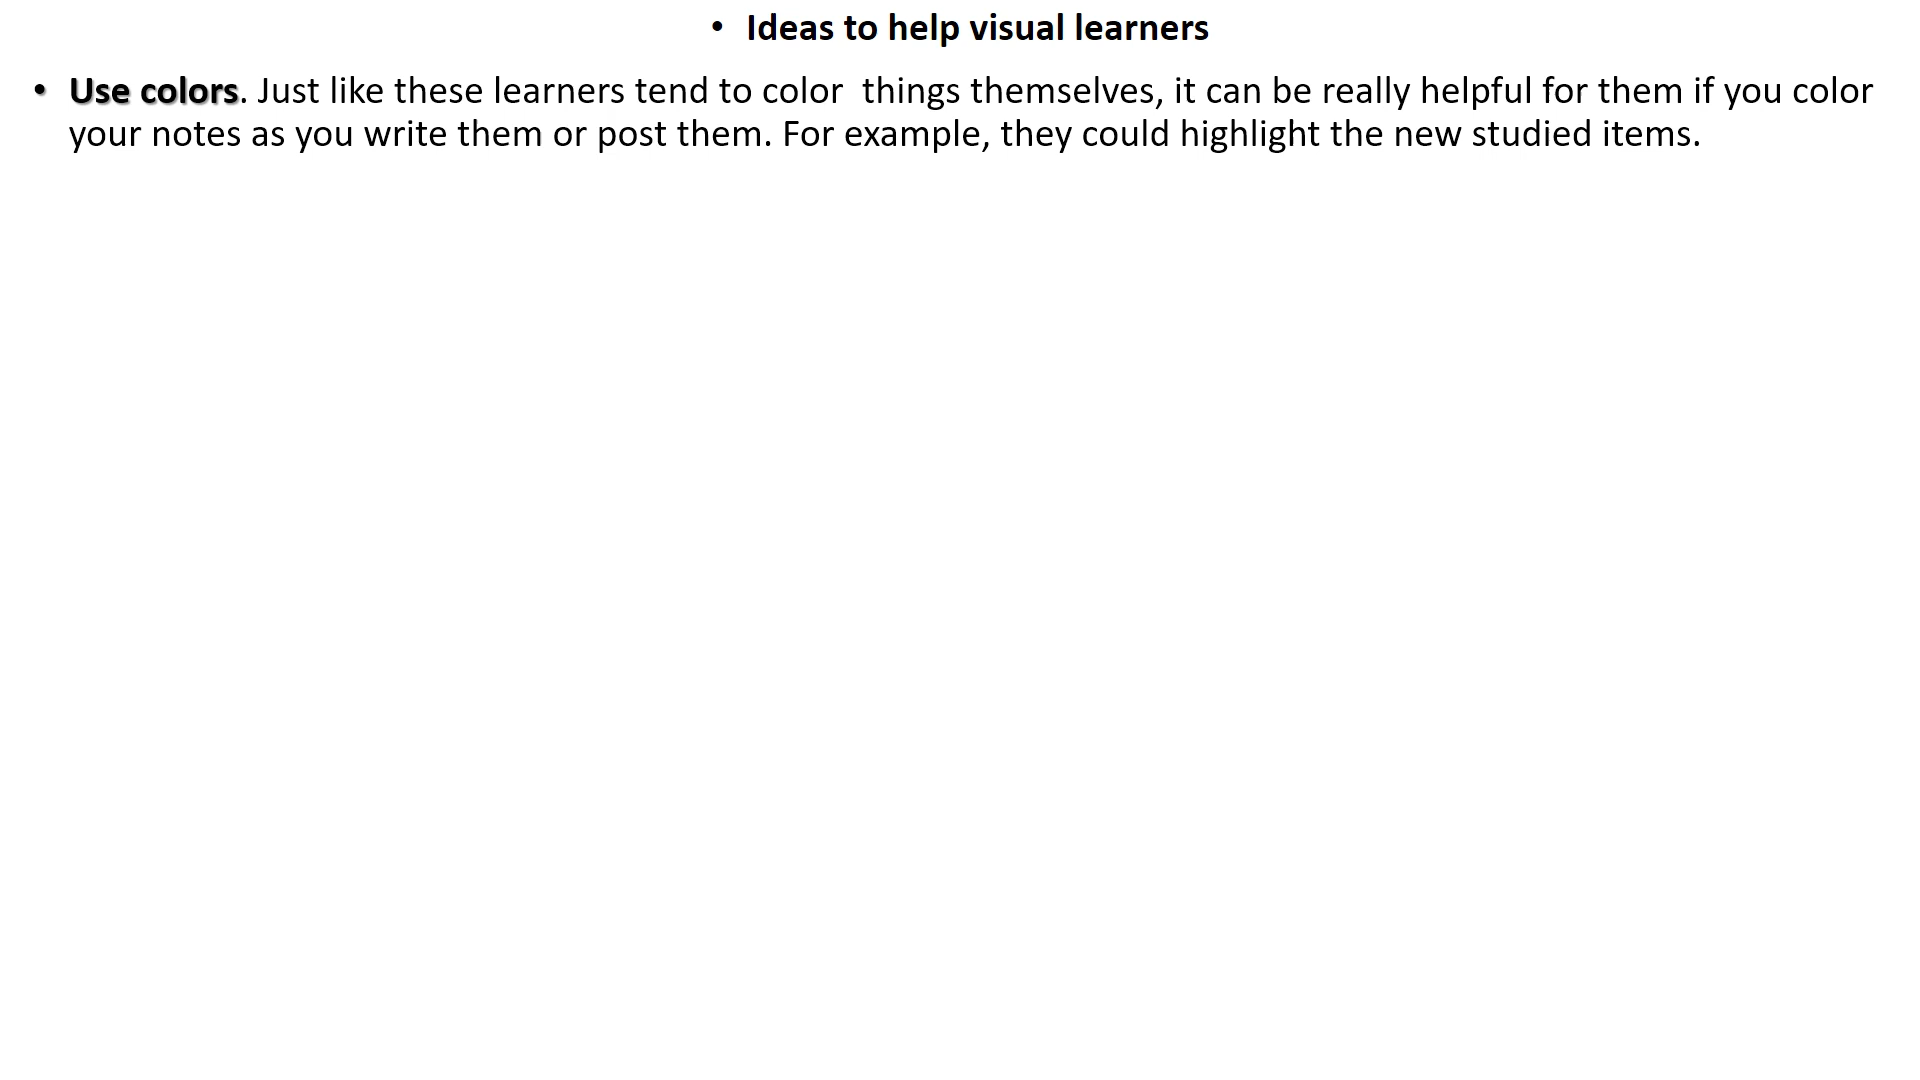 • Ideas to help visual learners
• Use colors. Just like these learners tend to color  things themselves, it can be really helpful for them if you color
your notes as you write them or post them. For example, they could highlight the new studied items.